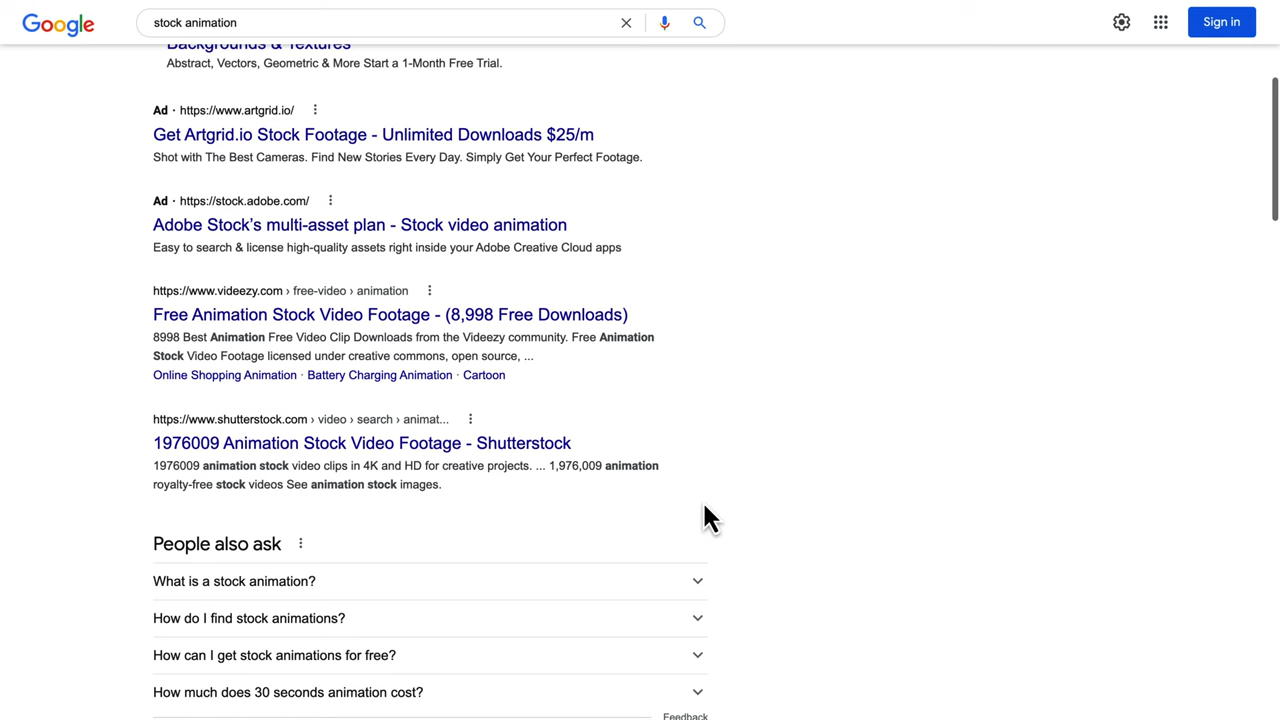 Google
stock animation
Sign in
Backgrounds & Textures
Abstract, Vectors, Geometric & More Start a 1-Month Free Trial.
Ad · https://www.artgrid.io/
Get Artgrid.io Stock Footage - Unlimited Downloads $25/m
Shot with The Best Cameras. Find New Stories Every Day. Simply Get Your Perfect Footage.
Ad · https://stock.adobe.com/
Adobe Stock’s multi-asset plan - Stock video animation
Easy to search & license high-quality assets right inside your Adobe Creative Cloud apps
https://www.videezy.com › free-video › animation
Free Animation Stock Video Footage - (8,998 Free Downloads)
8998 Best Animation Free Video Clip Downloads from the Videezy community. Free Animation
Stock Video Footage licensed under creative commons, open source, ...
Online Shopping Animation · Battery Charging Animation · Cartoon
https://www.shutterstock.com › video › search › animat...
1976009 Animation Stock Video Footage - Shutterstock
1976009 animation stock video clips in 4K and HD for creative projects. ... 1,976,009 animation
royalty-free stock videos See animation stock images.
People also ask
What is a stock animation?
How do I find stock animations?
How can I get stock animations for free?
How much does 30 seconds animation cost?
Feedback